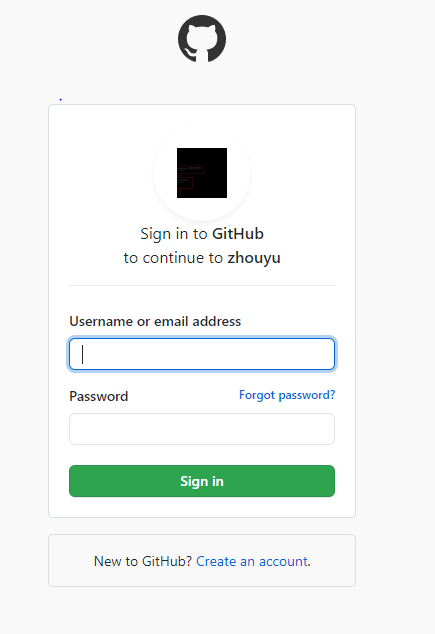 Sign in to GitHub
to continue to zhouyu
Username or email address
Password Forgot password?
Sign in
New to GitHub? Create an account.